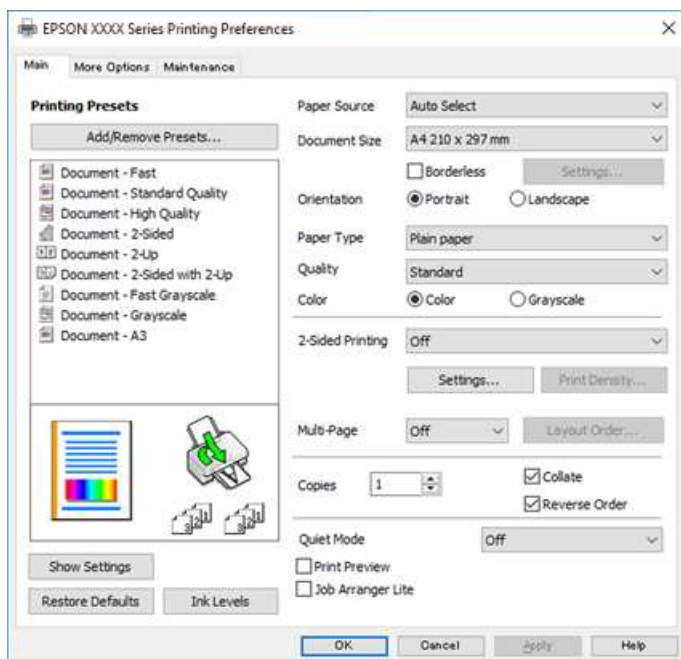 EPSON XXXX Series Printing Preferences
Main More Options Maintenance
Printing Presets
Add/Remove Presets...
Document - Fast
Document - Standard Quality
Document - High Quality
Document - 2-Sided
Document - 2-Up
Document - 2-Sided with 2-Up
Document - Fast Grayscale
Document - Grayscale
Document - A3
Show Settings
Restore Defaults Ink Levels
Paper Source Auto Select
Document Size A4 210 x 297 mm
Borderless Settings...
Orientation Portrait Landscape
Paper Type Plain paper
Quality Standard
Color Color Grayscale
2-Sided Printing Off
Settings... Print Density...
Multi-Page Off Layout Order...
Copies 1 Collate
Reverse Order
Quiet Mode Off
Print Preview
Job Arranger Lite
OK Cancel Apply Help